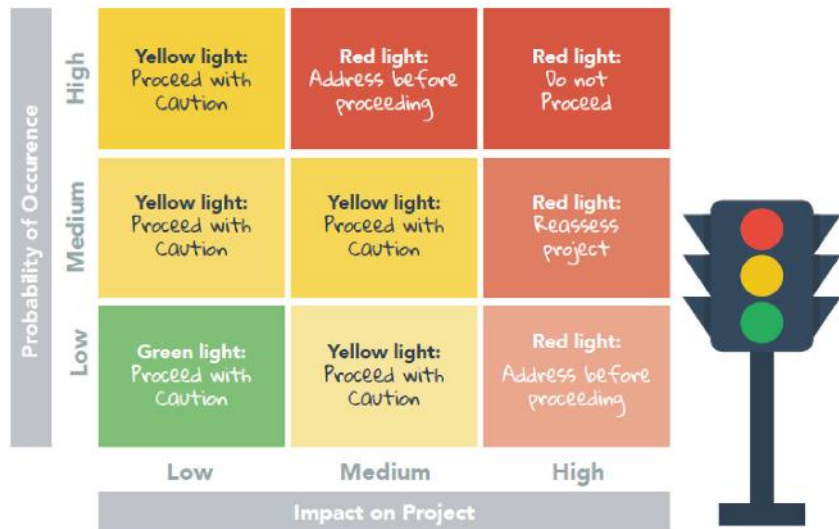 Probability of Occurence
High
Yellow light:
Proceed with
Caution
Red light:
Address before
proceeding
Red light:
Do not
Proceed
Medium
Yellow light:
Proceed with
Caution
Yellow light:
Proceed with
Caution
Red light:
Reassess
project
Low
Green light:
Proceed with
Caution
Yellow light:
Proceed with
Caution
Red light:
Address before
proceeding
Low
Medium
High
Impact on Project